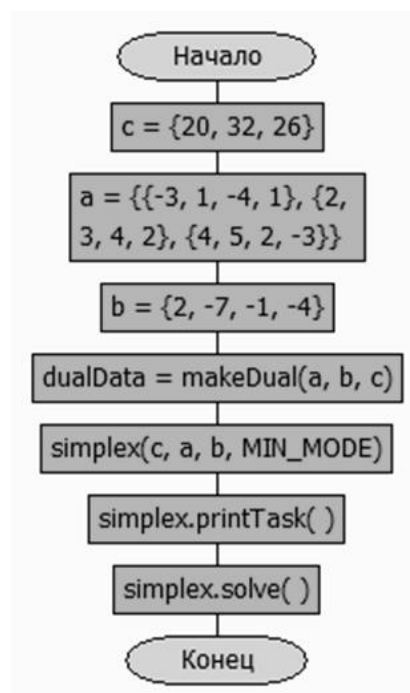 Начало
c = {20, 32, 26}
a = {{-3, 1, -4, 1}, {2,
3, 4, 2}, {4, 5, 2, -3}}
b = {2, -7, -1, -4}
dualData = makeDual(a, b, c)
simplex(c, a, b, MIN_MODE)
simplex.printTask( )
simplex.solve( )
Конец